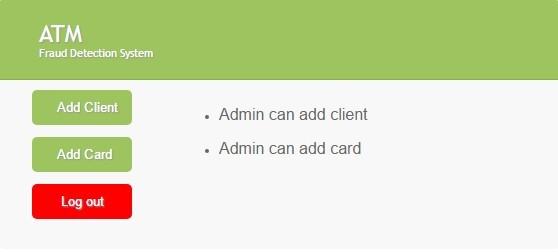 ATM
Fraud Detection System
Add Client
Add Card
Log out
• Admin can add client
• Admin can add card